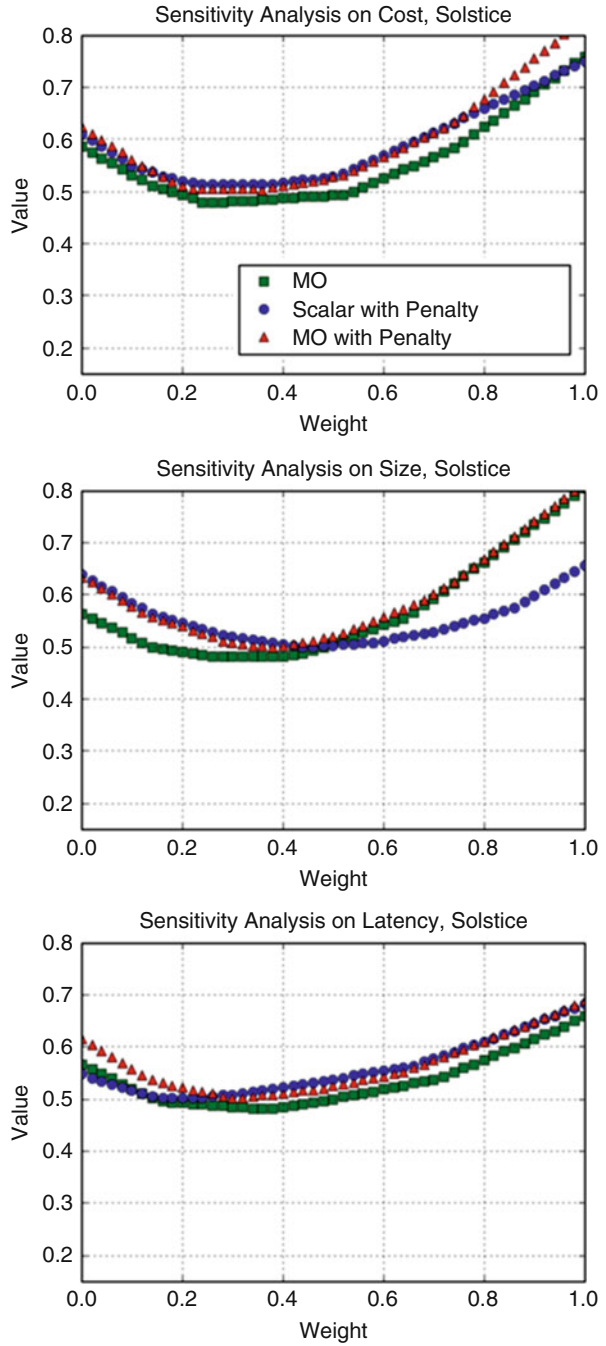 Sensitivity Analysis on Cost, Solstice
0.8
0.7
0.6
0.5
0.4
0.3
0.2
Value
MO
Scalar with Penalty
MO with Penalty
0.0 0.2 0.4 0.6 0.8 1.0
Weight
Sensitivity Analysis on Size, Solstice
0.8
0.7
0.6
0.5
0.4
0.3
0.2
Value
0.0 0.2 0.4 0.6 0.8 1.0
Weight
Sensitivity Analysis on Latency, Solstice
0.8
0.7
0.6
0.5
0.4
0.3
0.2
Value
0.0 0.2 0.4 0.6 0.8 1.0
Weight